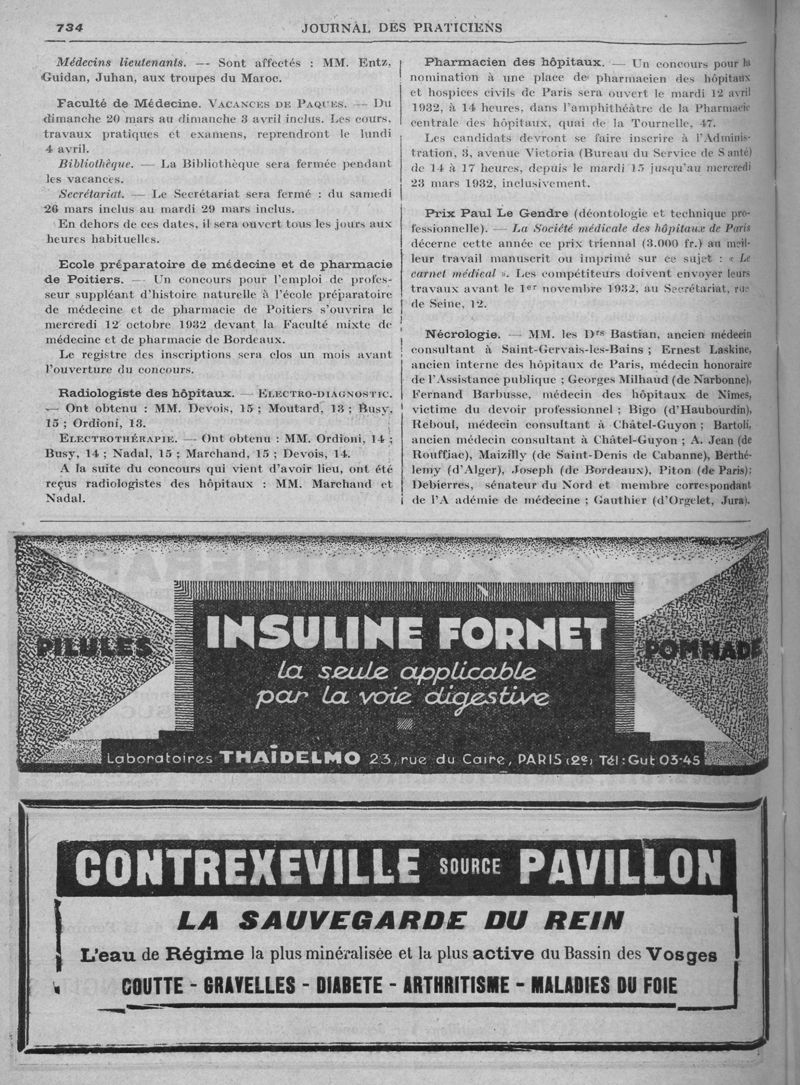 734
JOURNAL DES PRATICIENS
Médecins lieutenants. — Sont affectés : MM. Entz,
Guidan, Juhan, aux troupes du Maroc.
Faculté de Médecine. VACANCES DE PAQUES. — Du
dimanche 20 mars au dimanche 3 avril inclus. Les cours,
travaux pratiques et examens, reprendront le lundi
4 avril.
Bibliothèque. — La Bibliothèque sera fermée pendant
les vacances.
Secrétariat. — Le Secrétariat sera fermé : du samedi
26 mars inclus au mardi 29 mars inclus.
En dehors de ces dates, il sera ouvert tous les jours aux
heures habituelles.
Ecole préparatoire de médecine et de pharmacie
de Poitiers. — Un concours pour l'emploi de profes-
seur suppléant d'histoire naturelle à l'école préparatoire
de médecine et de pharmacie de Poitiers s'ouvrira le
mercredi 12 octobre 1932 devant la Faculté mixte de
médecine et de pharmacie de Bordeaux.
Le registre des inscriptions sera clos un mois avant
l'ouverture du concours.
Radiologiste des hôpitaux. — ELECTRO-DIAGNOSTIC.
— Ont obtenu : MM. Devois, 15 ; Moutard, 13 ; Busy,
15 ; Ordioni, 13.
ELECTROTHÉRAPIE. — Ont obtenu : MM. Ordioni, 14 ;
Busy, 14 ; Nadal, 15 ; Marchand, 15 ; Devois, 14.
A la suite du concours qui vient d'avoir lieu, ont été
reçus radiologistes des hôpitaux : MM. Marchand et
Nadal.
Pharmacien des hôpitaux. — Un concours pour la
nomination à une place de pharmacien des hôpitaux
et hospices civils de Paris sera ouvert le mardi 12 avril
1932, à 14 heures, dans l'amphithéâtre de la Pharmacie
centrale des hôpitaux, quai de la Tournelle, 47.
Les candidats devront se faire inscrire à l'Adminis-
tration, 3, avenue Victoria (Bureau du Service de Santé)
de 14 à 17 heures, depuis le mardi 15 jusqu'au mercredi
23 mars 1932, inclusivement.
Prix Paul Le Gendre (déontologie et technique pro-
fessionnelle). — La Société médicale des hôpitaux de Paris
décerne cette année ce prix triennal (3.000 fr.) au meil-
leur travail manuscrit ou imprimé sur ce sujet : « Le
carnet médical ». Les compétiteurs doivent envoyer leurs
travaux avant le 1er novembre 1932, au Secrétariat, rue
de Seine, 12.
Nécrologie. — MM. les Drs Bastian, ancien médecin
consultant à Saint-Gervais-les-Bains ; Ernest Laskine,
ancien interne des hôpitaux de Paris, médecin honoraire
de l'Assistance publique ; Georges Milhaud (de Narbonne),
Fernand Barbusse, médecin des hôpitaux de Nîmes,
victime du devoir professionnel ; Bigo (d'Haubourdin),
Reboul, médecin consultant à Châtel-Guyon ; Bartoli,
ancien médecin consultant à Châtel-Guyon ; A. Jean (de
Rouffiac), Maizilly (de Saint-Denis de Cabanne), Berthé-
lemy (d'Alger), Joseph (de Bordeaux), Piton (de Paris);
Debierres, sénateur du Nord et membre correspondant
de l'A adémie de médecine ; Gauthier (d'Orgelet, Jura).
PILULES
INSULINE FORNET
POMMADE
la seule applicable
par la voie digestive
Laboratoires THAÏDELMO 23, rue du Caire, PARIS (2e) Tél : Gut 03-45
CONTREXEVILLE SOURCE PAVILLON
LA SAUVEGARDE DU REIN
L'eau de Régime la plus minéralisée et la plus active du Bassin des Vosges
GOUTTE - GRAVELLES - DIABETE - ARTHRITISME - MALADIES DU FOIE